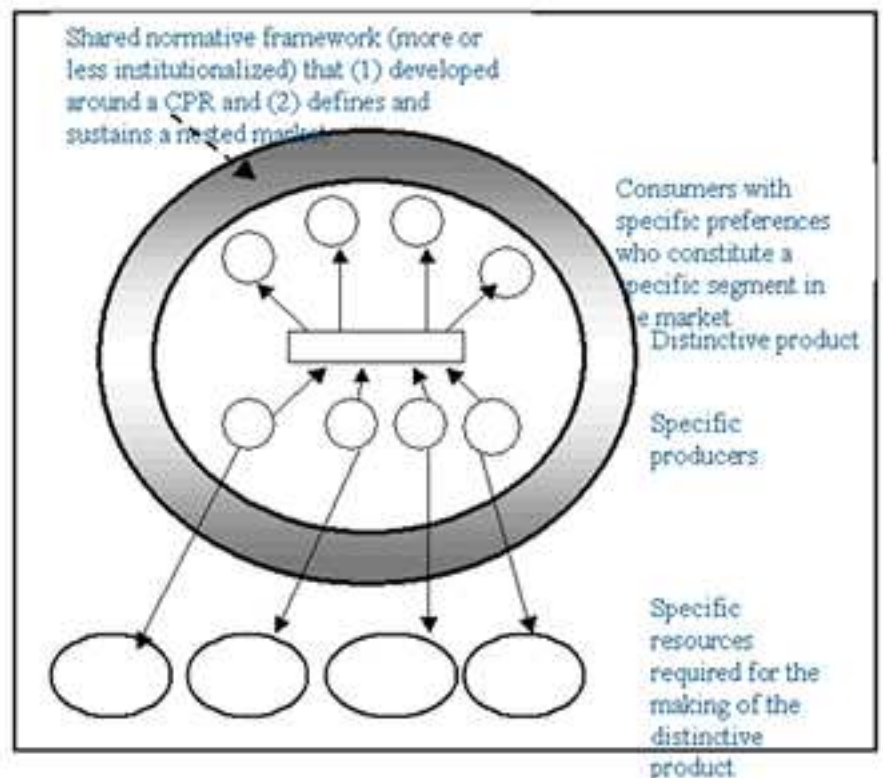 Shared normative framework (more or
less institutionalized) that (1) developed
around a CPR and (2) defines and
sustains a nested market
Consumers with
specific preferences
who constitute a
pecific segment in
e market
Distinctive product
Specific
producers
Specific
resources
required for the
making of the
distinctive
product